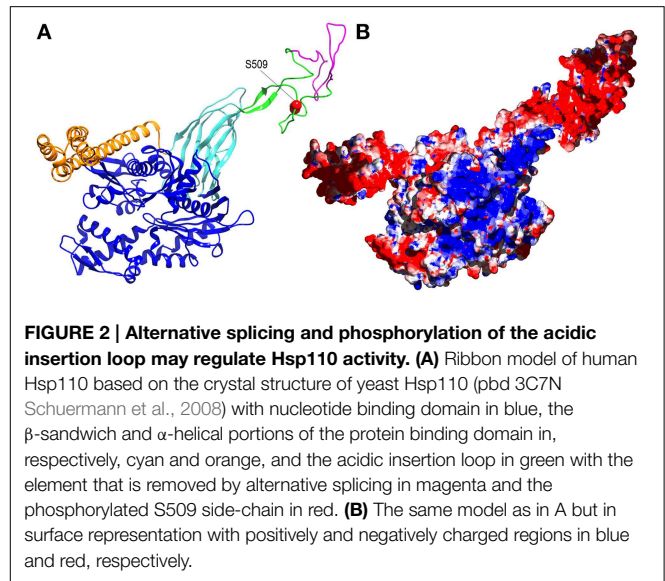 A
B
S509
FIGURE 2 | Alternative splicing and phosphorylation of the acidic
insertion loop may regulate Hsp110 activity. (A) Ribbon model of human
Hsp110 based on the crystal structure of yeast Hsp110 (pbd 3C7N
Schuermann et al., 2008) with nucleotide binding domain in blue, the
β-sandwich and α-helical portions of the protein binding domain in,
respectively, cyan and orange, and the acidic insertion loop in green with the
element that is removed by alternative splicing in magenta and the
phosphorylated S509 side-chain in red. (B) The same model as in A but in
surface representation with positively and negatively charged regions in blue
and red, respectively.